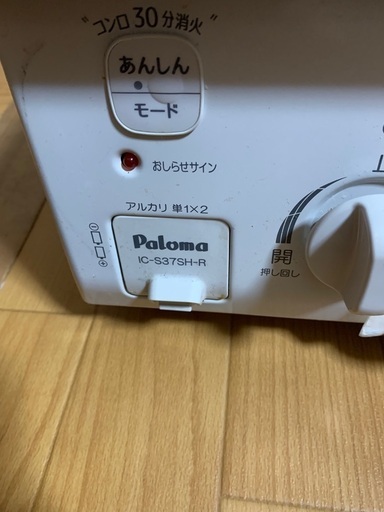 "コンロ30分消火"
あんしん
モード
おしらせサイン
アルカリ 単1×2
Paloma
IC-S37SH-R
開
押し回し